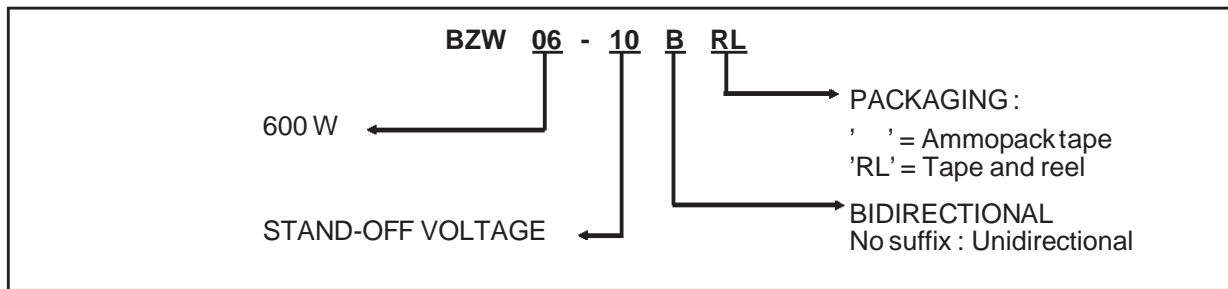 BZW 06 - 10 B RL
PACKAGING :
600 W
' ' = Ammopack tape
'RL' = Tape and reel
STAND-OFF VOLTAGE
BIDIRECTIONAL
No suffix : Unidirectional